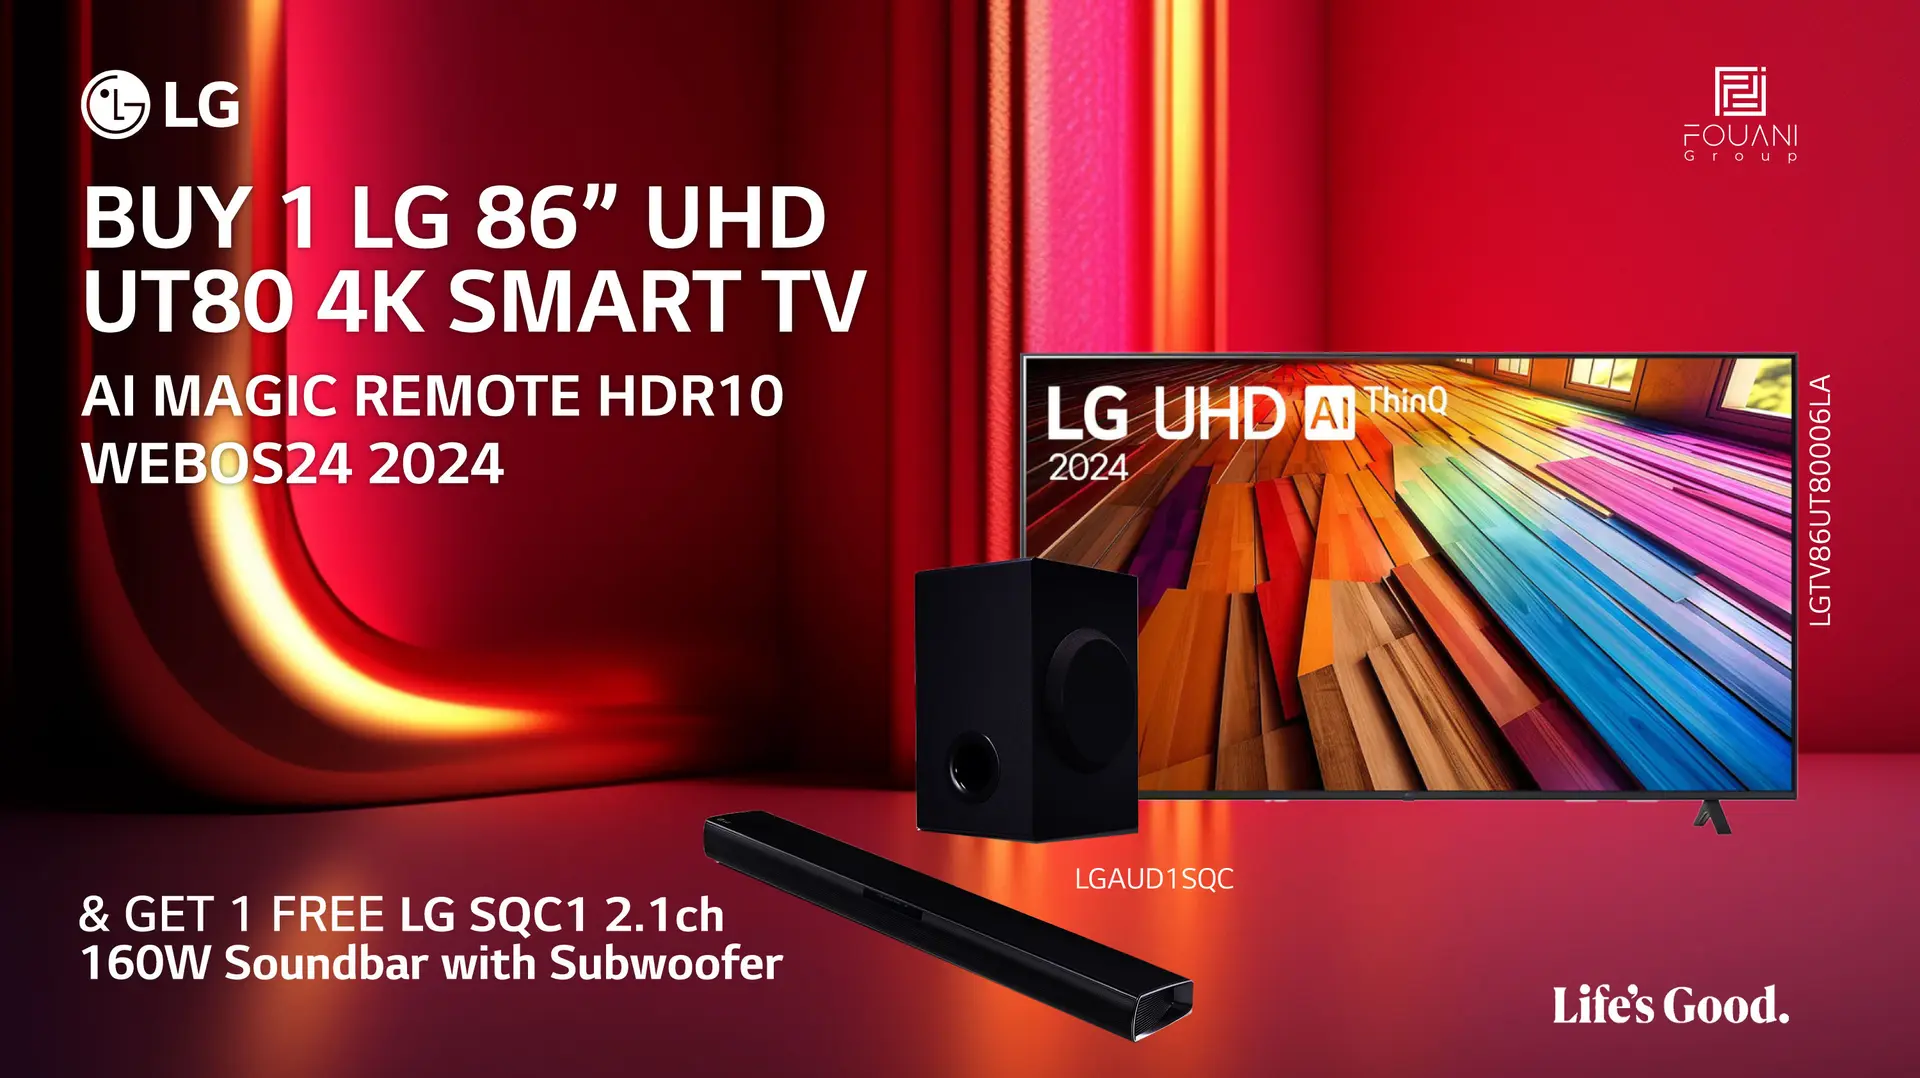 LG
FOUANI
Group
BUY 1 LG 86” UHD
UT80 4K SMART TV
AI MAGIC REMOTE HDR10
WEBOS24 2024
LG UHD AI ThinQ
2024
LGTV86UT80006LA
LGAUD1SQC
& GET 1 FREE LG SQC1 2.1ch
160W Soundbar with Subwoofer
Life's Good.